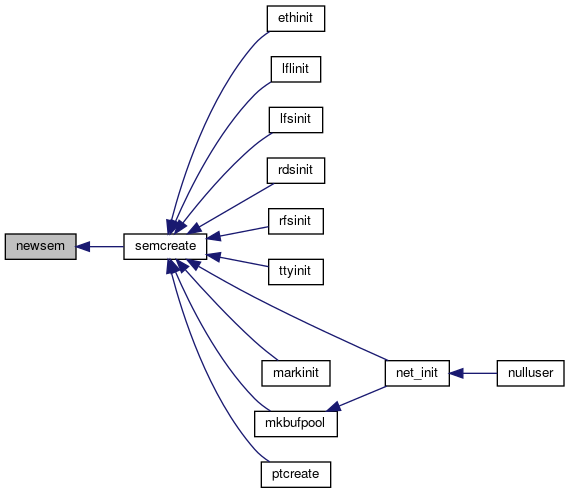 ethinit
lflinit
lfsinit
rdsinit
rfsinit
newsem
semcreate
ttyinit
markinit
net_init
nulluser
mkbufpool
ptcreate